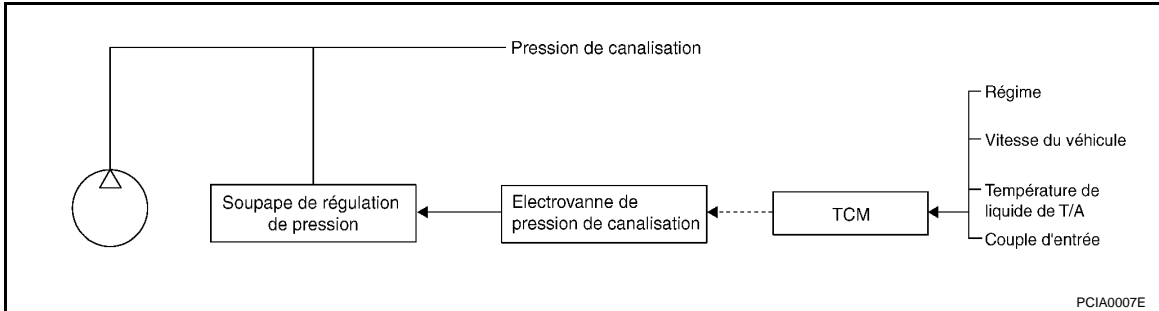 Pression de canalisation
Régime
Vitesse du véhicule
Soupape de régulation
de pression
Electrovanne de
pression de canalisation
TCM
Température de
liquide de T/A
Couple d'entrée
PCIA0007E